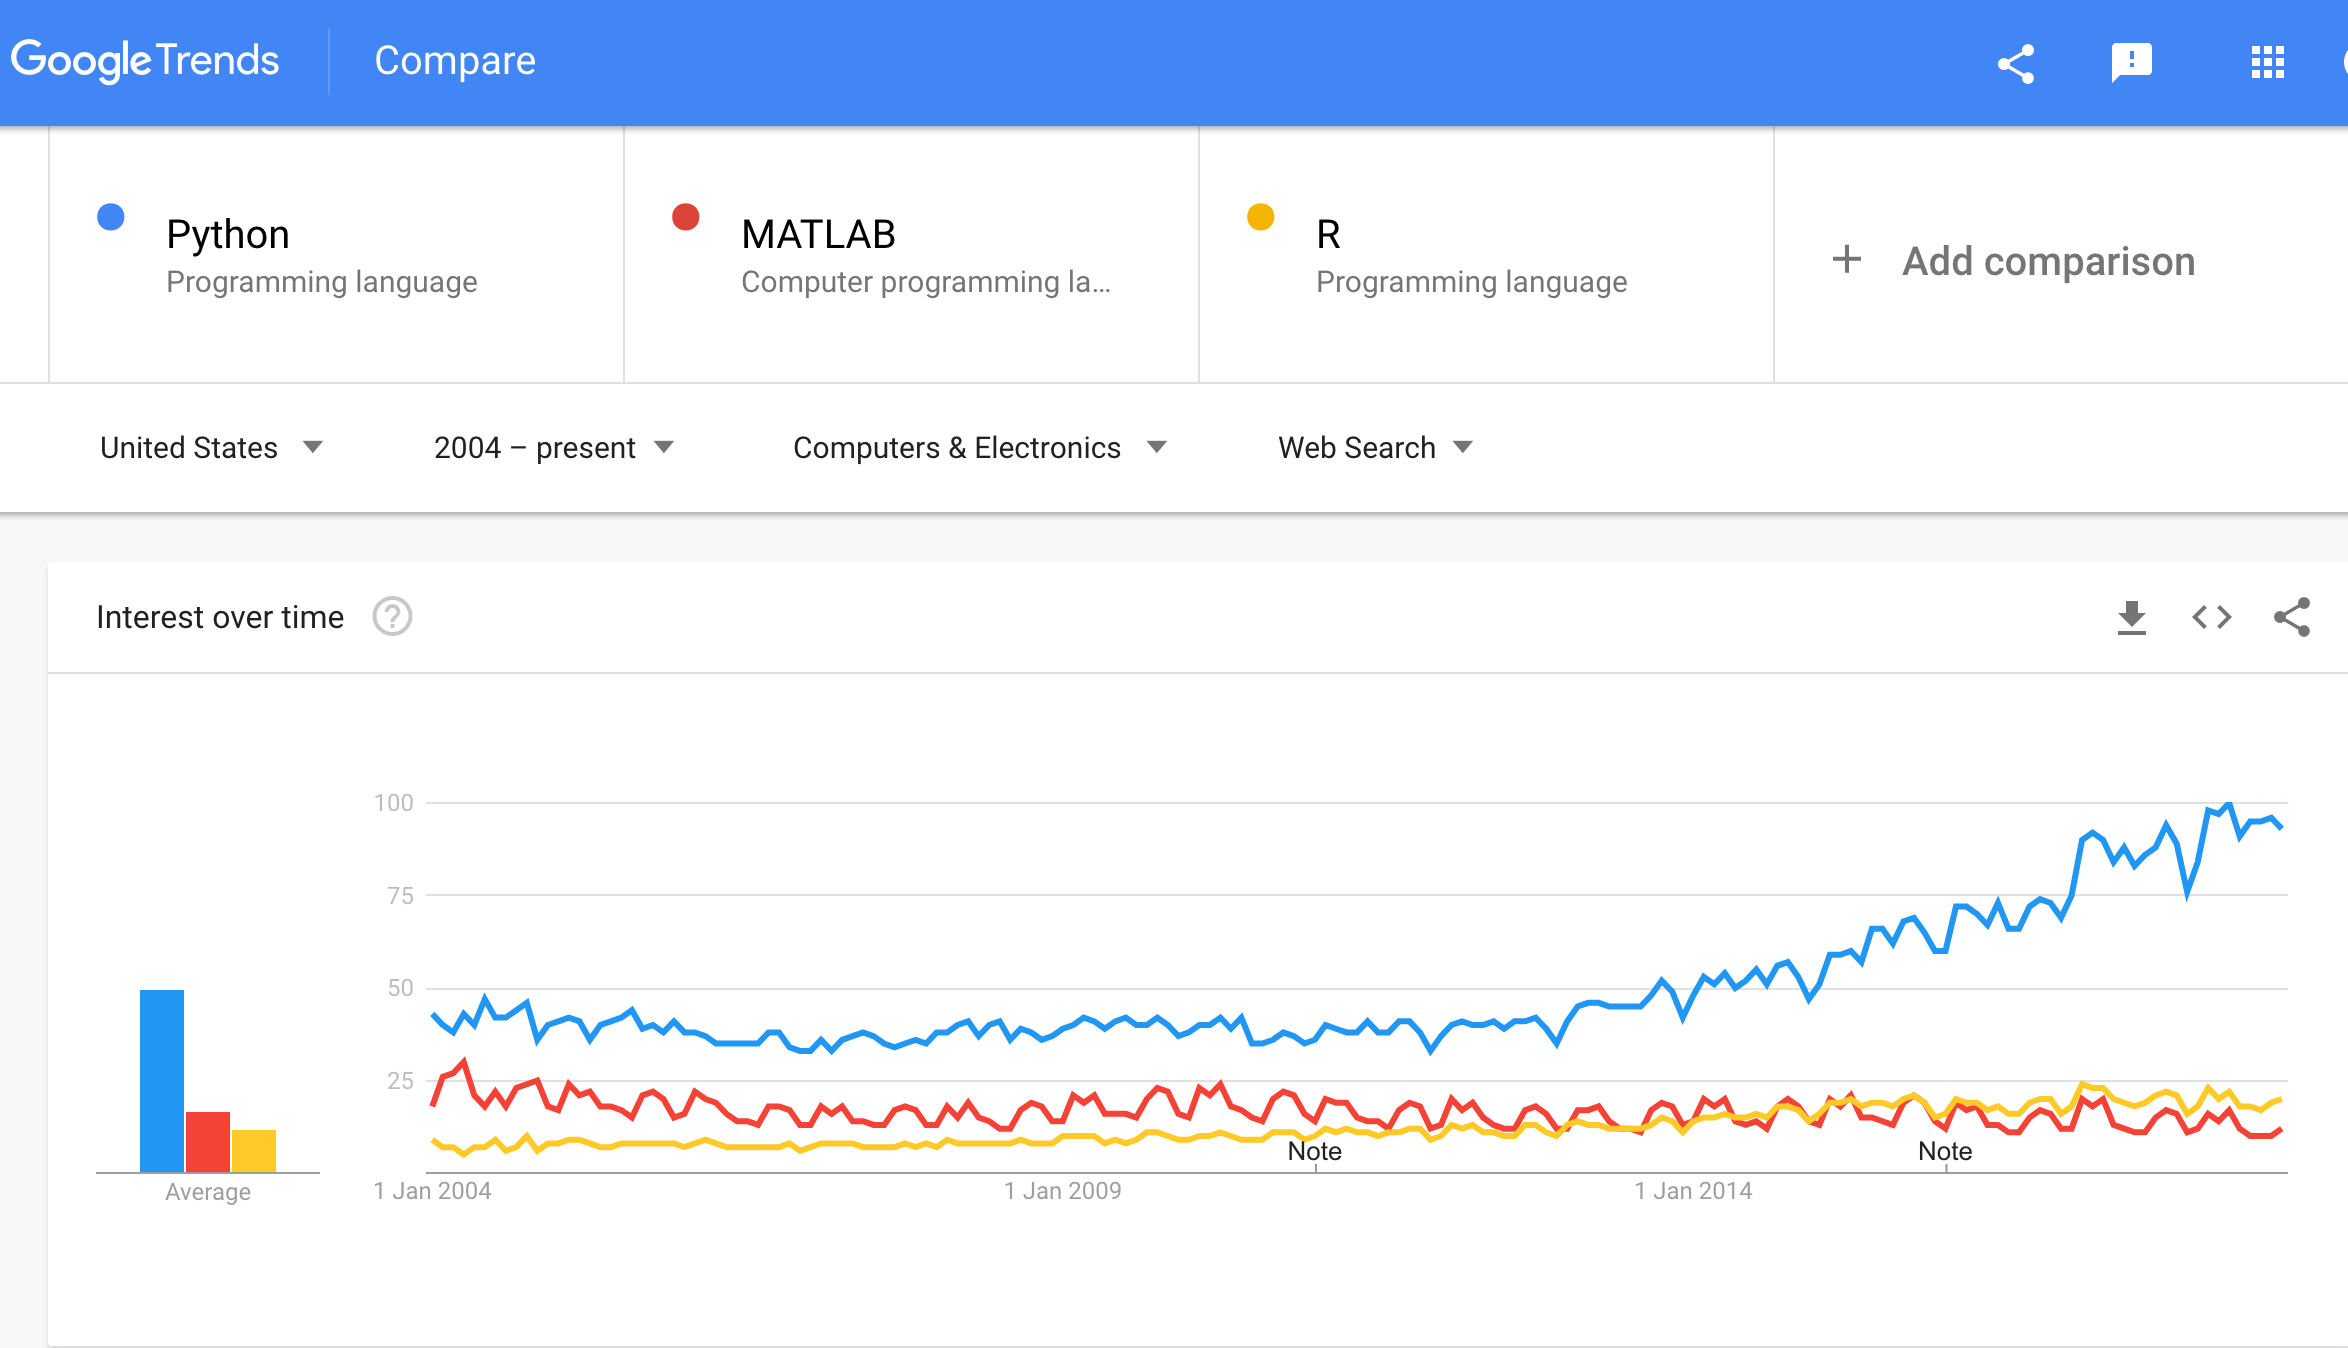 Google Trends Compare
Python MATLAB R
Programming language Computer programming la... Programming language
+ Add comparison
United States 2004 – present Computers & Electronics Web Search
Interest over time ?
100
75
50
25
Note Note
Average
1 Jan 2004 1 Jan 2009 1 Jan 2014